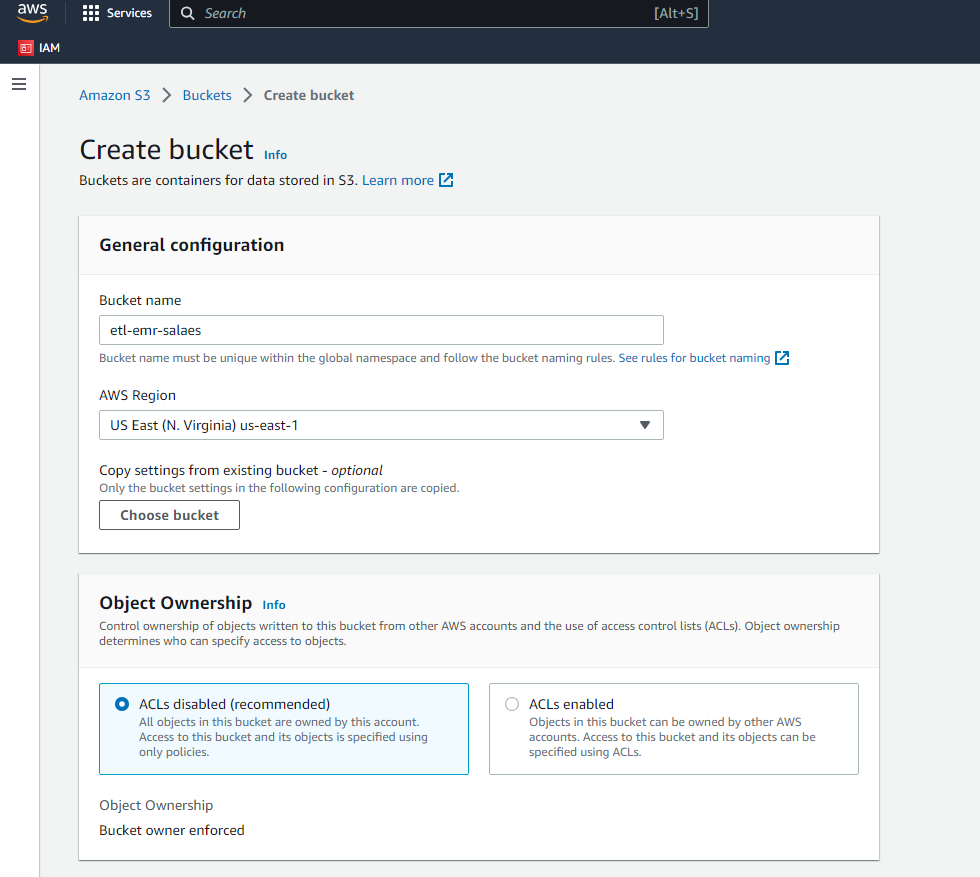 aws
Services
Search [Alt+S]
IAM
Amazon S3 > Buckets > Create bucket
Create bucket Info
Buckets are containers for data stored in S3. Learn more
General configuration
Bucket name
etl-emr-salaes
Bucket name must be unique within the global namespace and follow the bucket naming rules. See rules for bucket naming
AWS Region
US East (N. Virginia) us-east-1
Copy settings from existing bucket - optional
Only the bucket settings in the following configuration are copied.
Choose bucket
Object Ownership Info
Control ownership of objects written to this bucket from other AWS accounts and the use of access control lists (ACLs). Object ownership
determines who can specify access to objects.
ACLs disabled (recommended)
All objects in this bucket are owned by this account.
Access to this bucket and its objects is specified using
only policies.
ACLs enabled
Objects in this bucket can be owned by other AWS
accounts. Access to this bucket and its objects can be
specified using ACLs.
Object Ownership
Bucket owner enforced